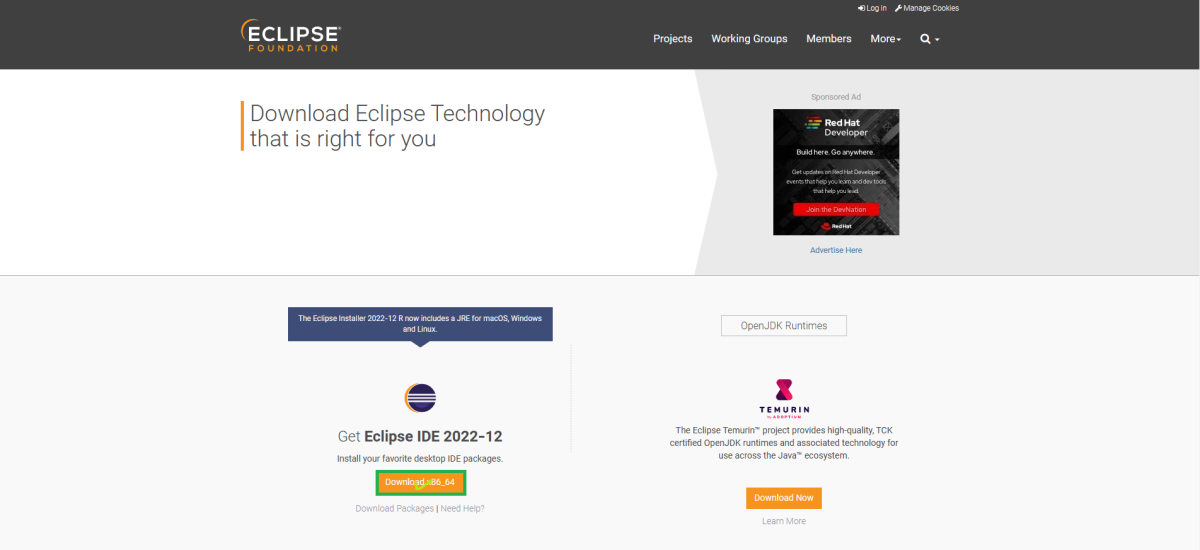 Log in Manage Cookies
ECLIPSE®
FOUNDATION
Projects Working Groups Members More
Download Eclipse Technology
that is right for you
Sponsored Ad
Red Hat
Developer
Build here. Go anywhere.
Get updates on Red Hat Developer
events that help you learn and dev tools
that help you lead.
Join the DevNation
Red Hat
Advertise Here
The Eclipse Installer 2022-12 R now includes a JRE for macOS, Windows
and Linux.
Get Eclipse IDE 2022-12
Install your favorite desktop IDE packages.
Download x86_64
Download Packages | Need Help?
OpenJDK Runtimes
TEMURIN
by ADOPTIUM
The Eclipse Temurin™ project provides high-quality, TCK
certified OpenJDK runtimes and associated technology for
use across the Java™ ecosystem.
Download Now
Learn More